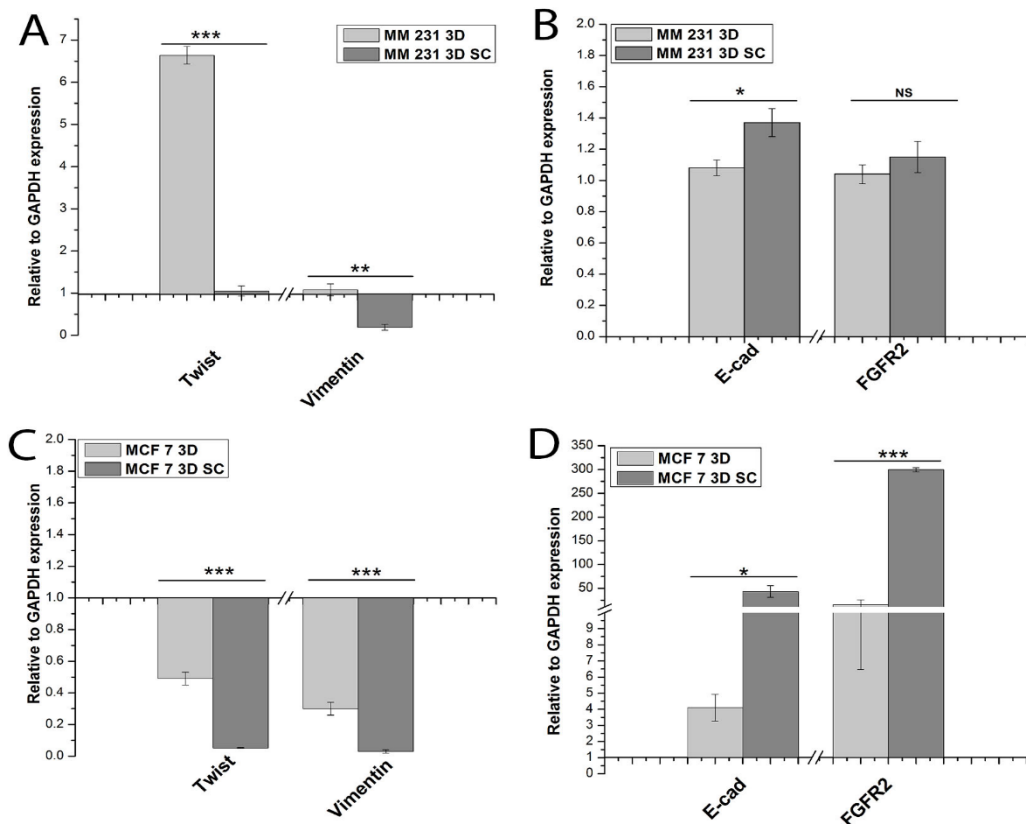 A
Relative to GAPDH expression
7
6
5
4
3
2
1
0
***
**
MM 231 3D
MM 231 3D SC
Twist
Vimentin
B
Relative to GAPDH expression
2.0
1.8
1.6
1.4
1.2
1.0
0.8
0.6
0.4
0.2
0.0
MM 231 3D
MM 231 3D SC
*
NS
E-cad
FGFR2
C
Relative to GAPDH expression
2.0
1.8
1.6
1.4
1.2
1.0
0.8
0.6
0.4
0.2
0.0
MCF 7 3D
MCF 7 3D SC
***
***
Twist
Vimentin
D
Relative to GAPDH expression
350
300
250
200
150
100
50
9
8
7
6
5
4
3
2
1
0
MCF 7 3D
MCF 7 3D SC
*
***
E-cad
FGFR2